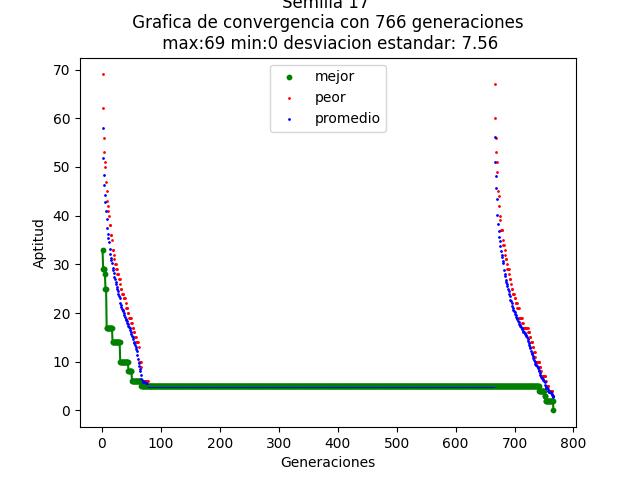 Semilla 17
Grafica de convergencia con 766 generaciones
max:69 min:0 desviacion estandar: 7.56
mejor
peor
promedio
Aptitud
70
60
50
40
30
20
10
0
0 100 200 300 400 500 600 700 800
Generaciones